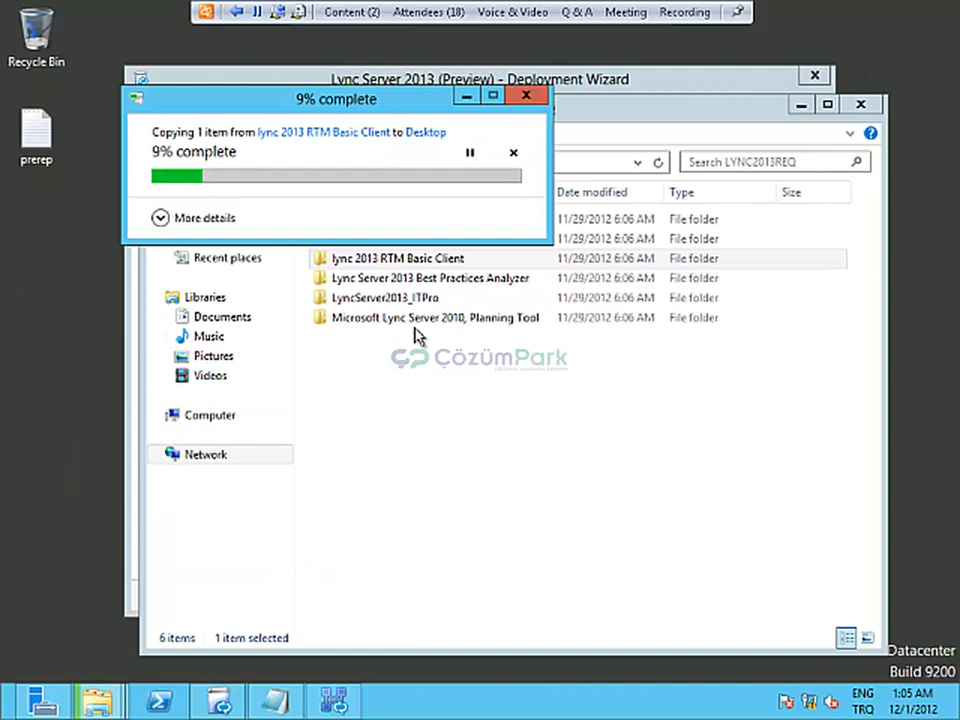 Content (2) Attendees (18) Voice & Video Q & A Meeting Recording
Recycle Bin
prerep
Lync Server 2013 (Preview) - Deployment Wizard
9% complete
Copying 1 item from lync 2013 RTM Basic Client to Desktop
9% complete
More details
Search LYNC2013REQ
Date modified Type Size
11/29/2012 6:06 AM File folder
11/29/2012 6:06 AM File folder
lync 2013 RTM Basic Client 11/29/2012 6:06 AM File folder
Lync Server 2013 Best Practices Analyzer 11/29/2012 6:06 AM File folder
LyncServer2013_ITPro 11/29/2012 6:06 AM File folder
Microsoft Lync Server 2010, Planning Tool 11/29/2012 6:06 AM File folder
Recent places
Libraries
Documents
Music
Pictures
Videos
Computer
Network
ÇözümPark
6 items 1 item selected
Datacenter
Build 9200
ENG 1:05 AM
TRQ 12/1/2012